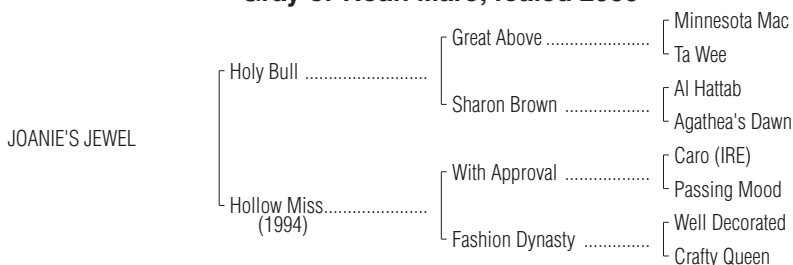 Minnesota Mac
Great Above ......................
Ta Wee
Holy Bull ...........................
Al Hattab
Sharon Brown ..................
Agathea's Dawn
JOANIE'S JEWEL
Caro (IRE)
With Approval ..................
Passing Mood
Hollow Miss.......................
(1994)
Well Decorated
Fashion Dynasty ..............
Crafty Queen